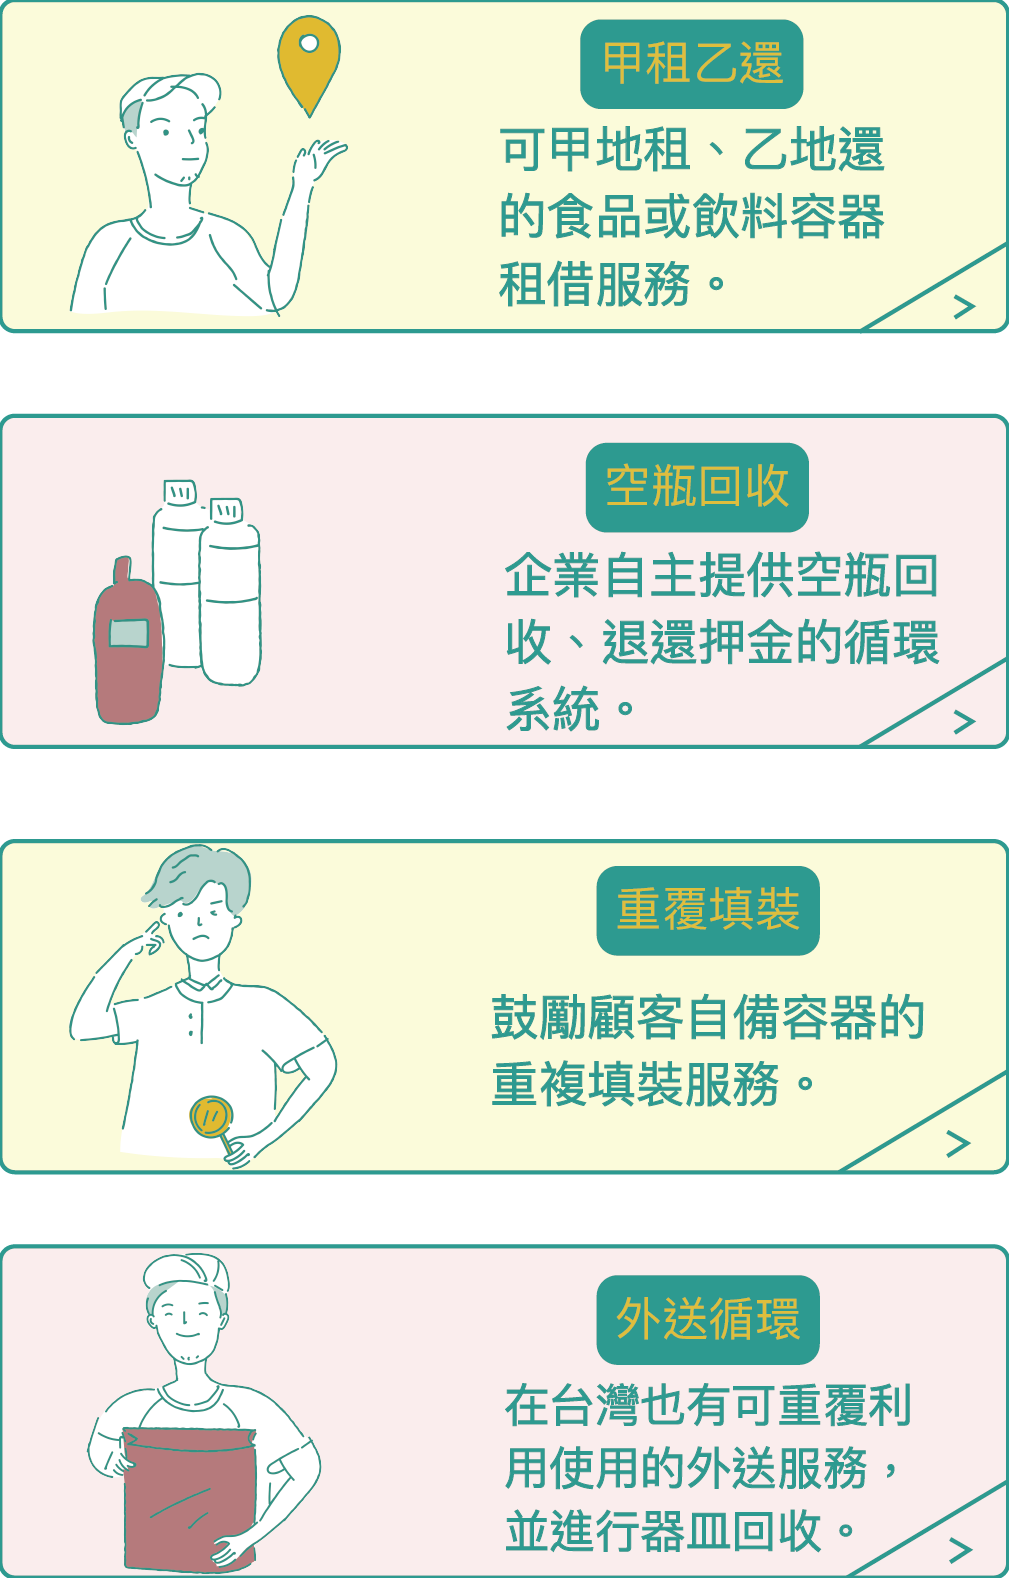 甲租乙還
可甲地租、乙地還
的食品或飲料容器
租借服務。
空瓶回收
企業自主提供空瓶回
收、退還押金的循環
系統。
重覆填裝
鼓勵顧客自備容器的
重複填裝服務。
外送循環
在台灣也有可重覆利
用使用的外送服務，
並進行器皿回收。